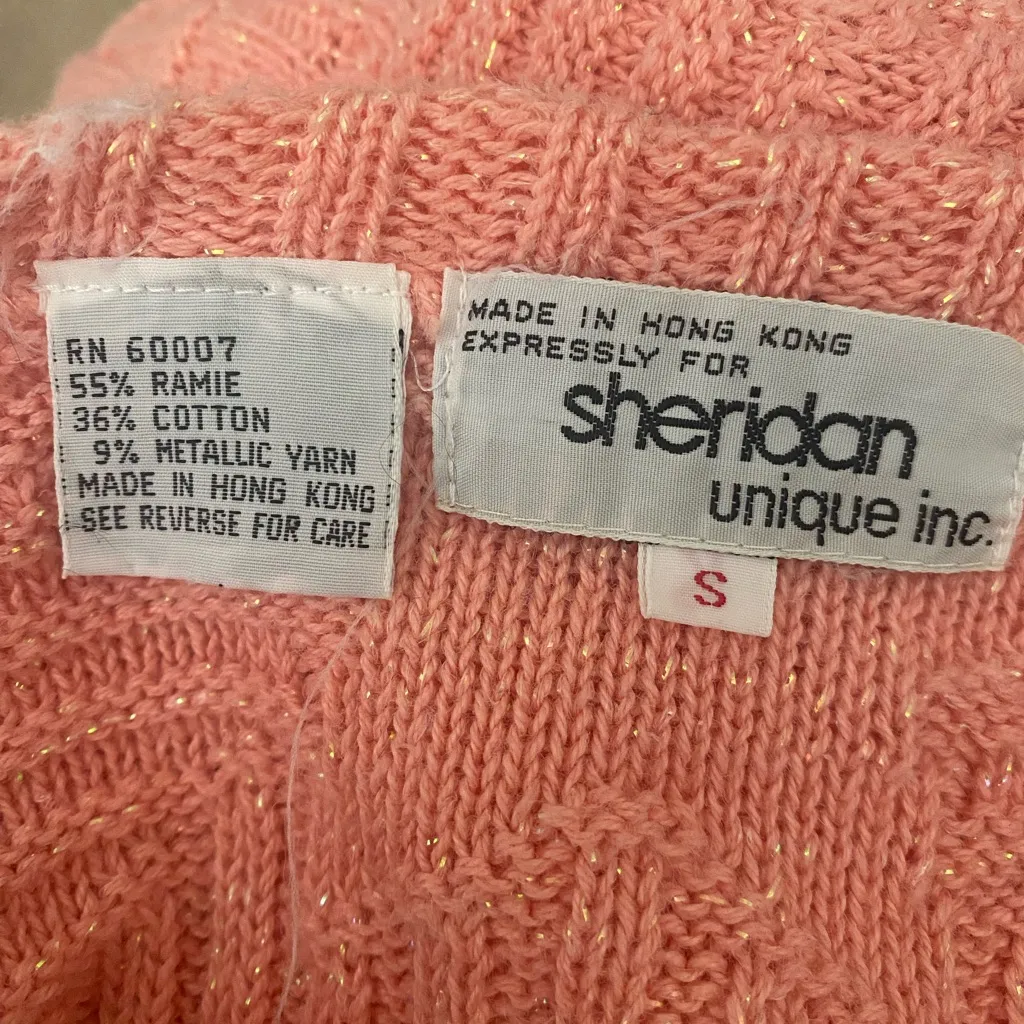 RN 60007
55% RAMIE
36% COTTON
9% METALLIC YARN
MADE IN HONG KONG
SEE REVERSE FOR CARE
MADE IN HONG KONG
EXPRESSLY FOR
sheridan
unique inc.
S